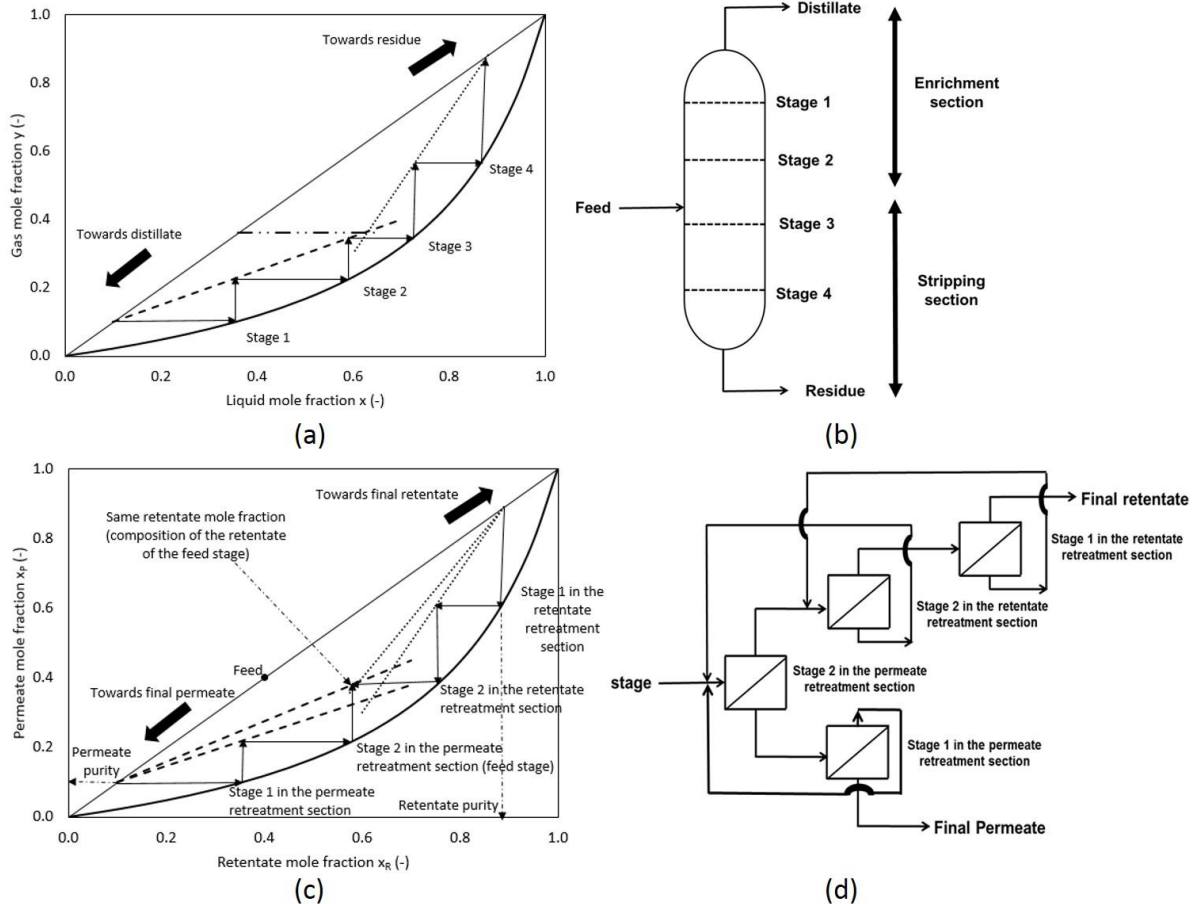 Gas mole fraction y (-)
1.0
0.8
0.6
0.4
0.2
0.0
0.0
0.2
0.4
0.6
0.8
1.0
Liquid mole fraction x (-)
Towards residue
Towards distillate
Stage 1
Stage 2
Stage 3
Stage 4
(a)
Distillate
Stage 1
Stage 2
Feed
Stage 3
Stage 4
Residue
Enrichment
section
Stripping
section
(b)
Permeate mole fraction xP (-)
1.0
0.8
0.6
0.4
0.2
0.0
0.0
0.2
0.4
0.6
0.8
1.0
Retentate mole fraction xR (-)
Towards final retentate
Same retentate mole fraction
(composition of the retentate
of the feed stage)
Feed
Towards final permeate
Permeate
purity
Stage 1 in the
retentate
retreatment
section
Stage 2 in the retentate
retreatment section
Stage 2 in the permeate
retreatment section (feed stage)
Stage 1 in the permeate
retreatment section
Retentate purity
(c)
Final retentate
Stage 1 in the retentate
retreatment section
Stage 2 in the retentate
retreatment section
stage
Stage 2 in the permeate
retreatment section
Stage 1 in the permeate
retreatment section
Final Permeate
(d)